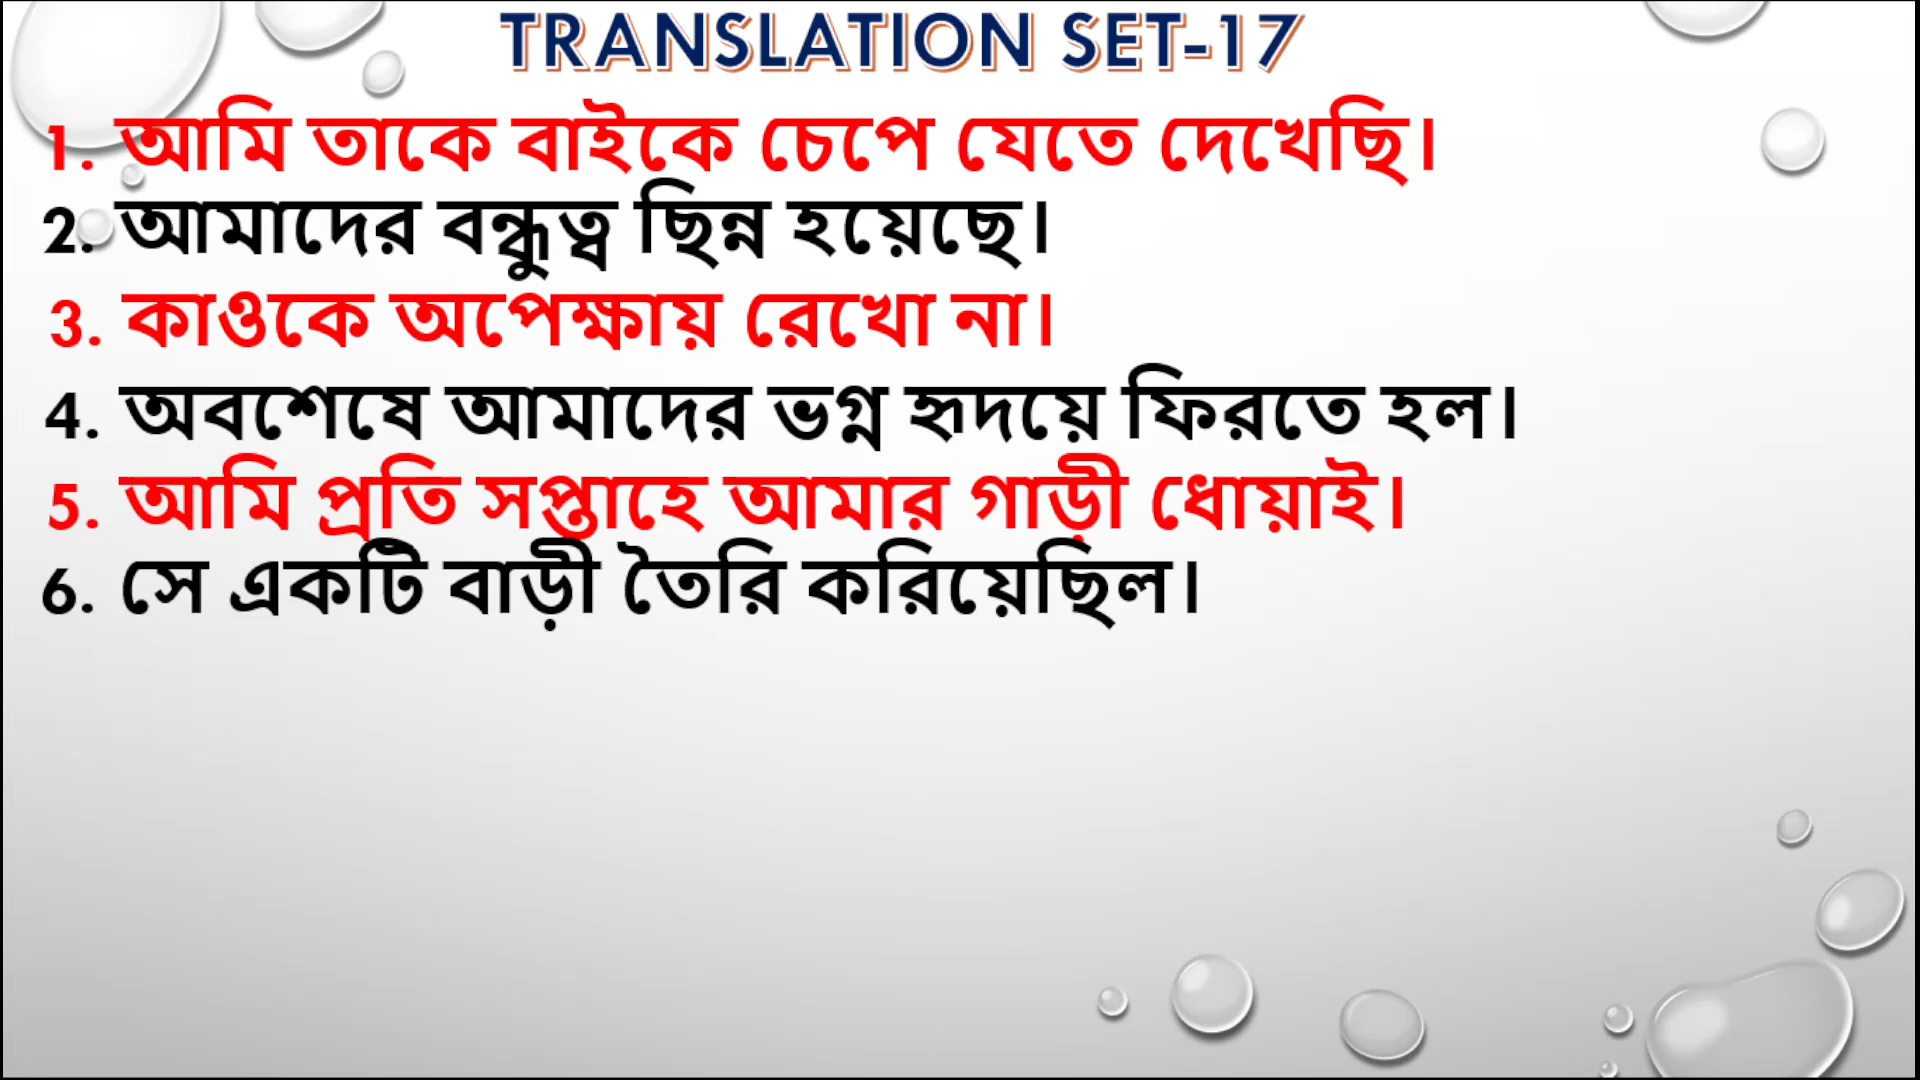 TRANSLATION SET-17
1. আমি তাকে বাইকে চেপে যেতে দেখেছি।
2. আমাদের বন্ধুত্ব ছিন্ন হয়েছে।
3. কাওকে অপেক্ষায় রেখো না।
4. অবশেষে আমাদের ভগ্ন হৃদয়ে ফিরতে হল।
5. আমি প্রতি সপ্তাহে আমার গাড়ী ধোয়াই।
6. সে একটি বাড়ী তৈরি করিয়েছিল।